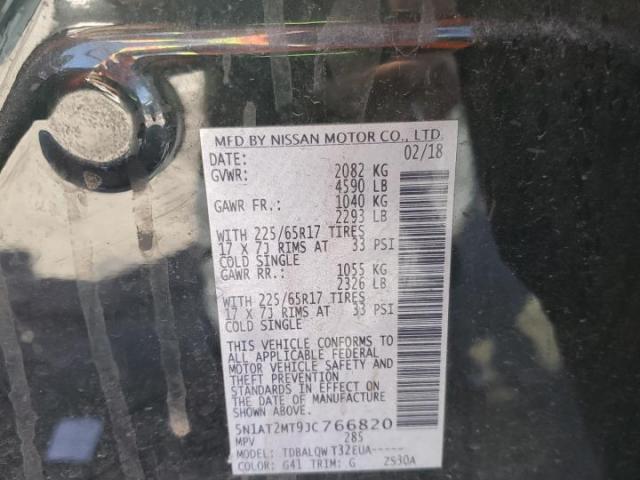 MFD BY NISSAN MOTOR CO., LTD.
DATE: 02/18
GVWR: 2082 KG
4590 LB
GAWR FR.: 1040 KG
2293 LB
WITH 225/65R17 TIRES
17 X 7J RIMS AT 33 PSI
COLD SINGLE
GAWR RR.: 1055 KG
2326 LB
WITH 225/65R17 TIRES
17 X 7J RIMS AT 33 PSI
COLD SINGLE
THIS VEHICLE CONFORMS TO
ALL APPLICABLE FEDERAL
MOTOR VEHICLE SAFETY AND
THEFT PREVENTION
STANDARDS IN EFFECT ON
THE DATE OF MANUFACTURE
SHOWN ABOVE.
5N1AT2MT9JC766820
MPV 285
MODEL: TDBALQW T32EUA-----
COLOR: G41 TRIM: G ZS30A